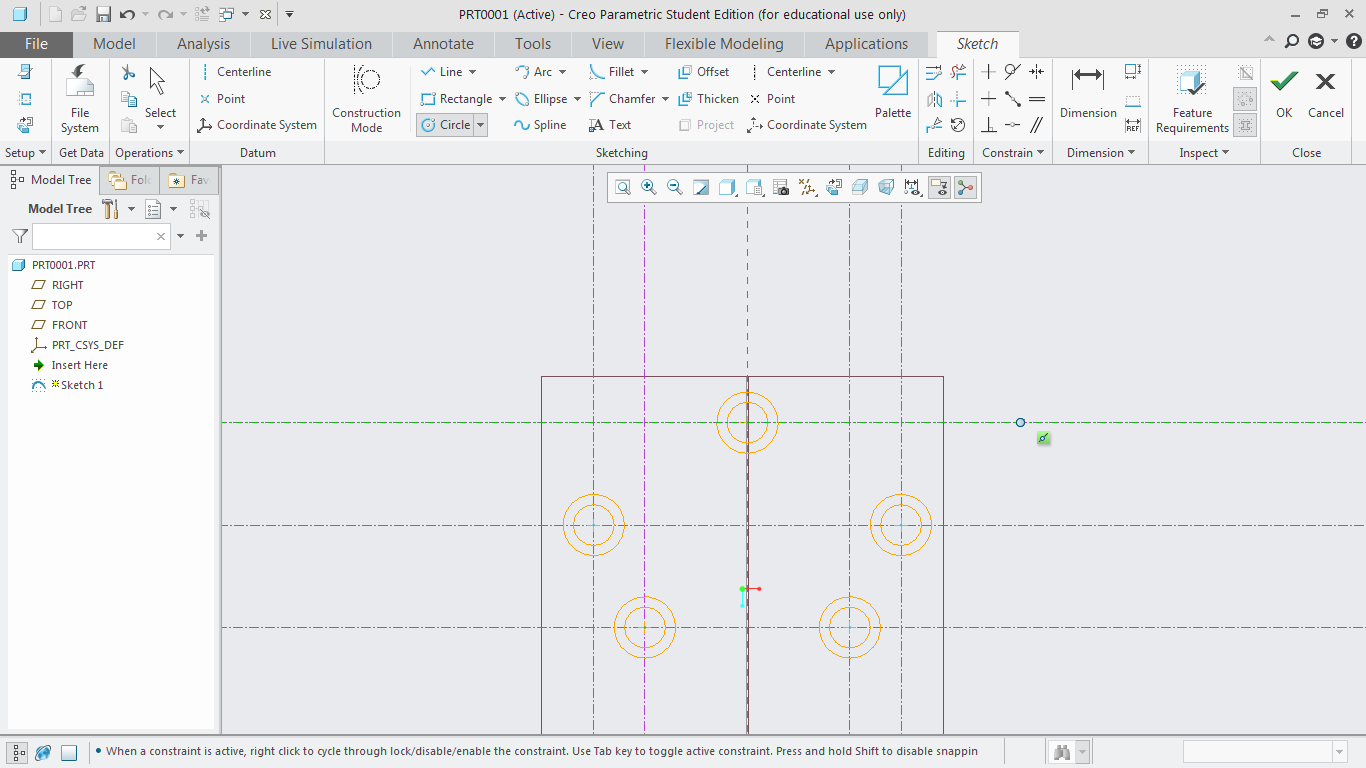 PRT0001 (Active) - Creo Parametric Student Edition (for educational use only)
File Model Analysis Live Simulation Annotate Tools View Flexible Modeling Applications Sketch
File System
Select
Centerline
Point
Coordinate System
Construction Mode
Line Arc Fillet Offset Centerline
Rectangle Ellipse Chamfer Thicken Point
Circle Spline Text Project Coordinate System
Palette
Dimension
REF
Feature Requirements
OK
Cancel
Setup Get Data Operations Datum Sketching Editing Constrain Dimension Inspect Close
Model Tree Fol Fav
Model Tree
PRT0001.PRT
RIGHT
TOP
FRONT
PRT_CSYS_DEF
Insert Here
Sketch 1
When a constraint is active, right click to cycle through lock/disable/enable the constraint. Use Tab key to toggle active constraint. Press and hold Shift to disable snappin